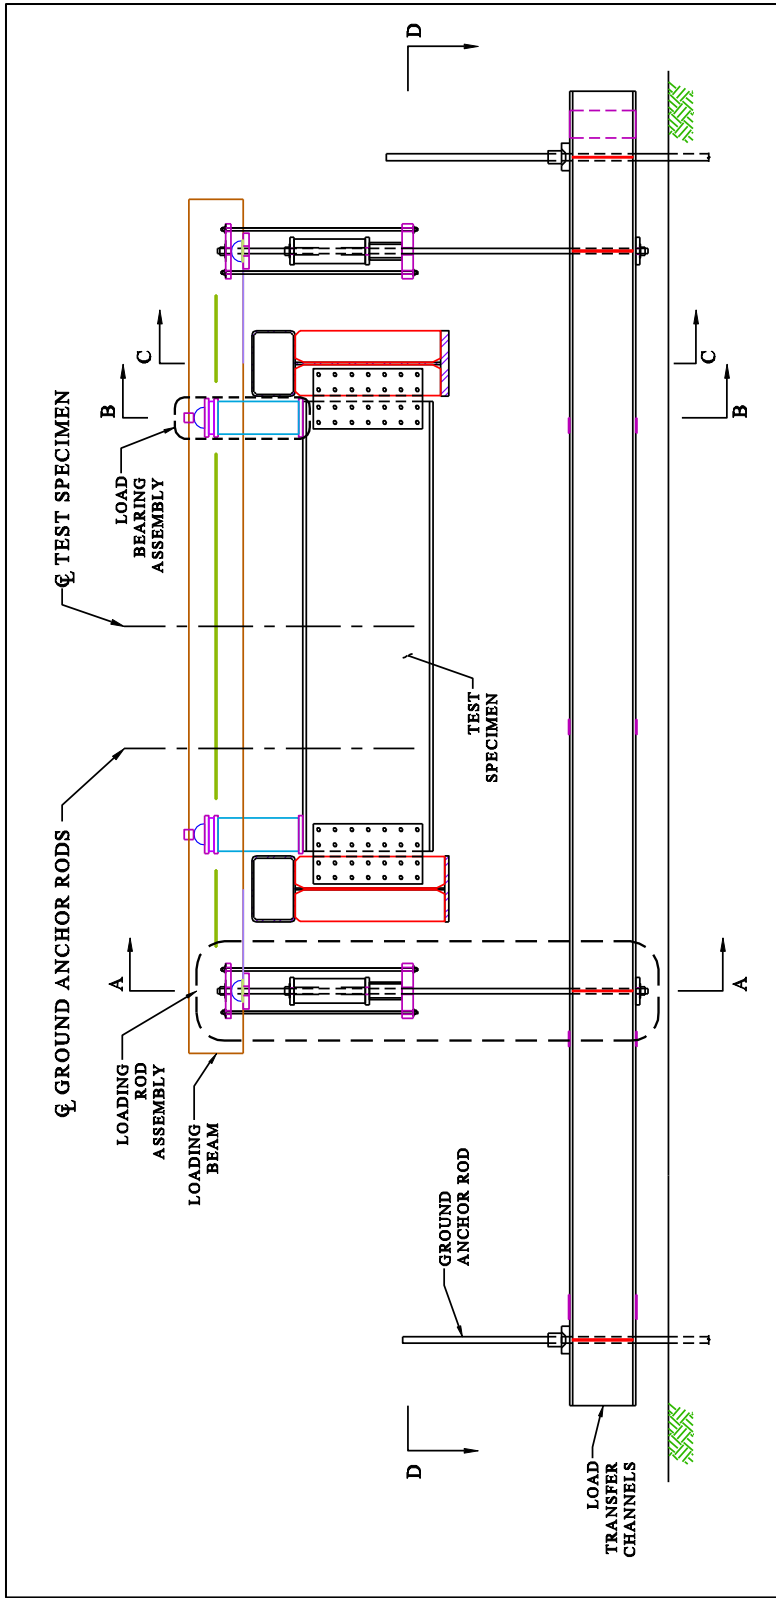 ℄ GROUND ANCHOR RODS
℄ TEST SPECIMEN
LOADING
ROD
ASSEMBLY
A
LOAD
BEARING
ASSEMBLY
B
C
LOADING
BEAM
D
D
GROUND
ANCHOR ROD
TEST
SPECIMEN
LOAD
TRANSFER
CHANNELS
A
B
C